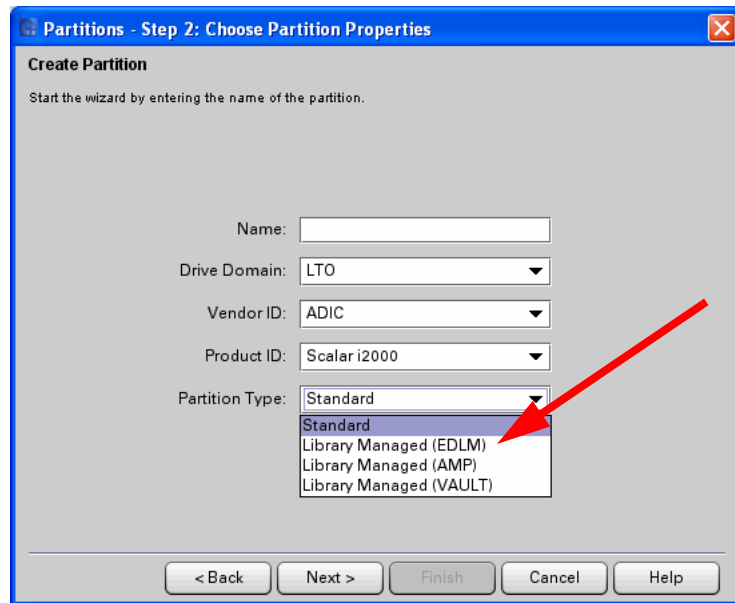 Partitions - Step 2: Choose Partition Properties
Create Partition
Start the wizard by entering the name of the partition.
Name:
Drive Domain: LTO
Vendor ID: ADIC
Product ID: Scalar i2000
Partition Type: Standard
Standard
Library Managed (EDLM)
Library Managed (AMP)
Library Managed (VAULT)
< Back Next > Finish Cancel Help